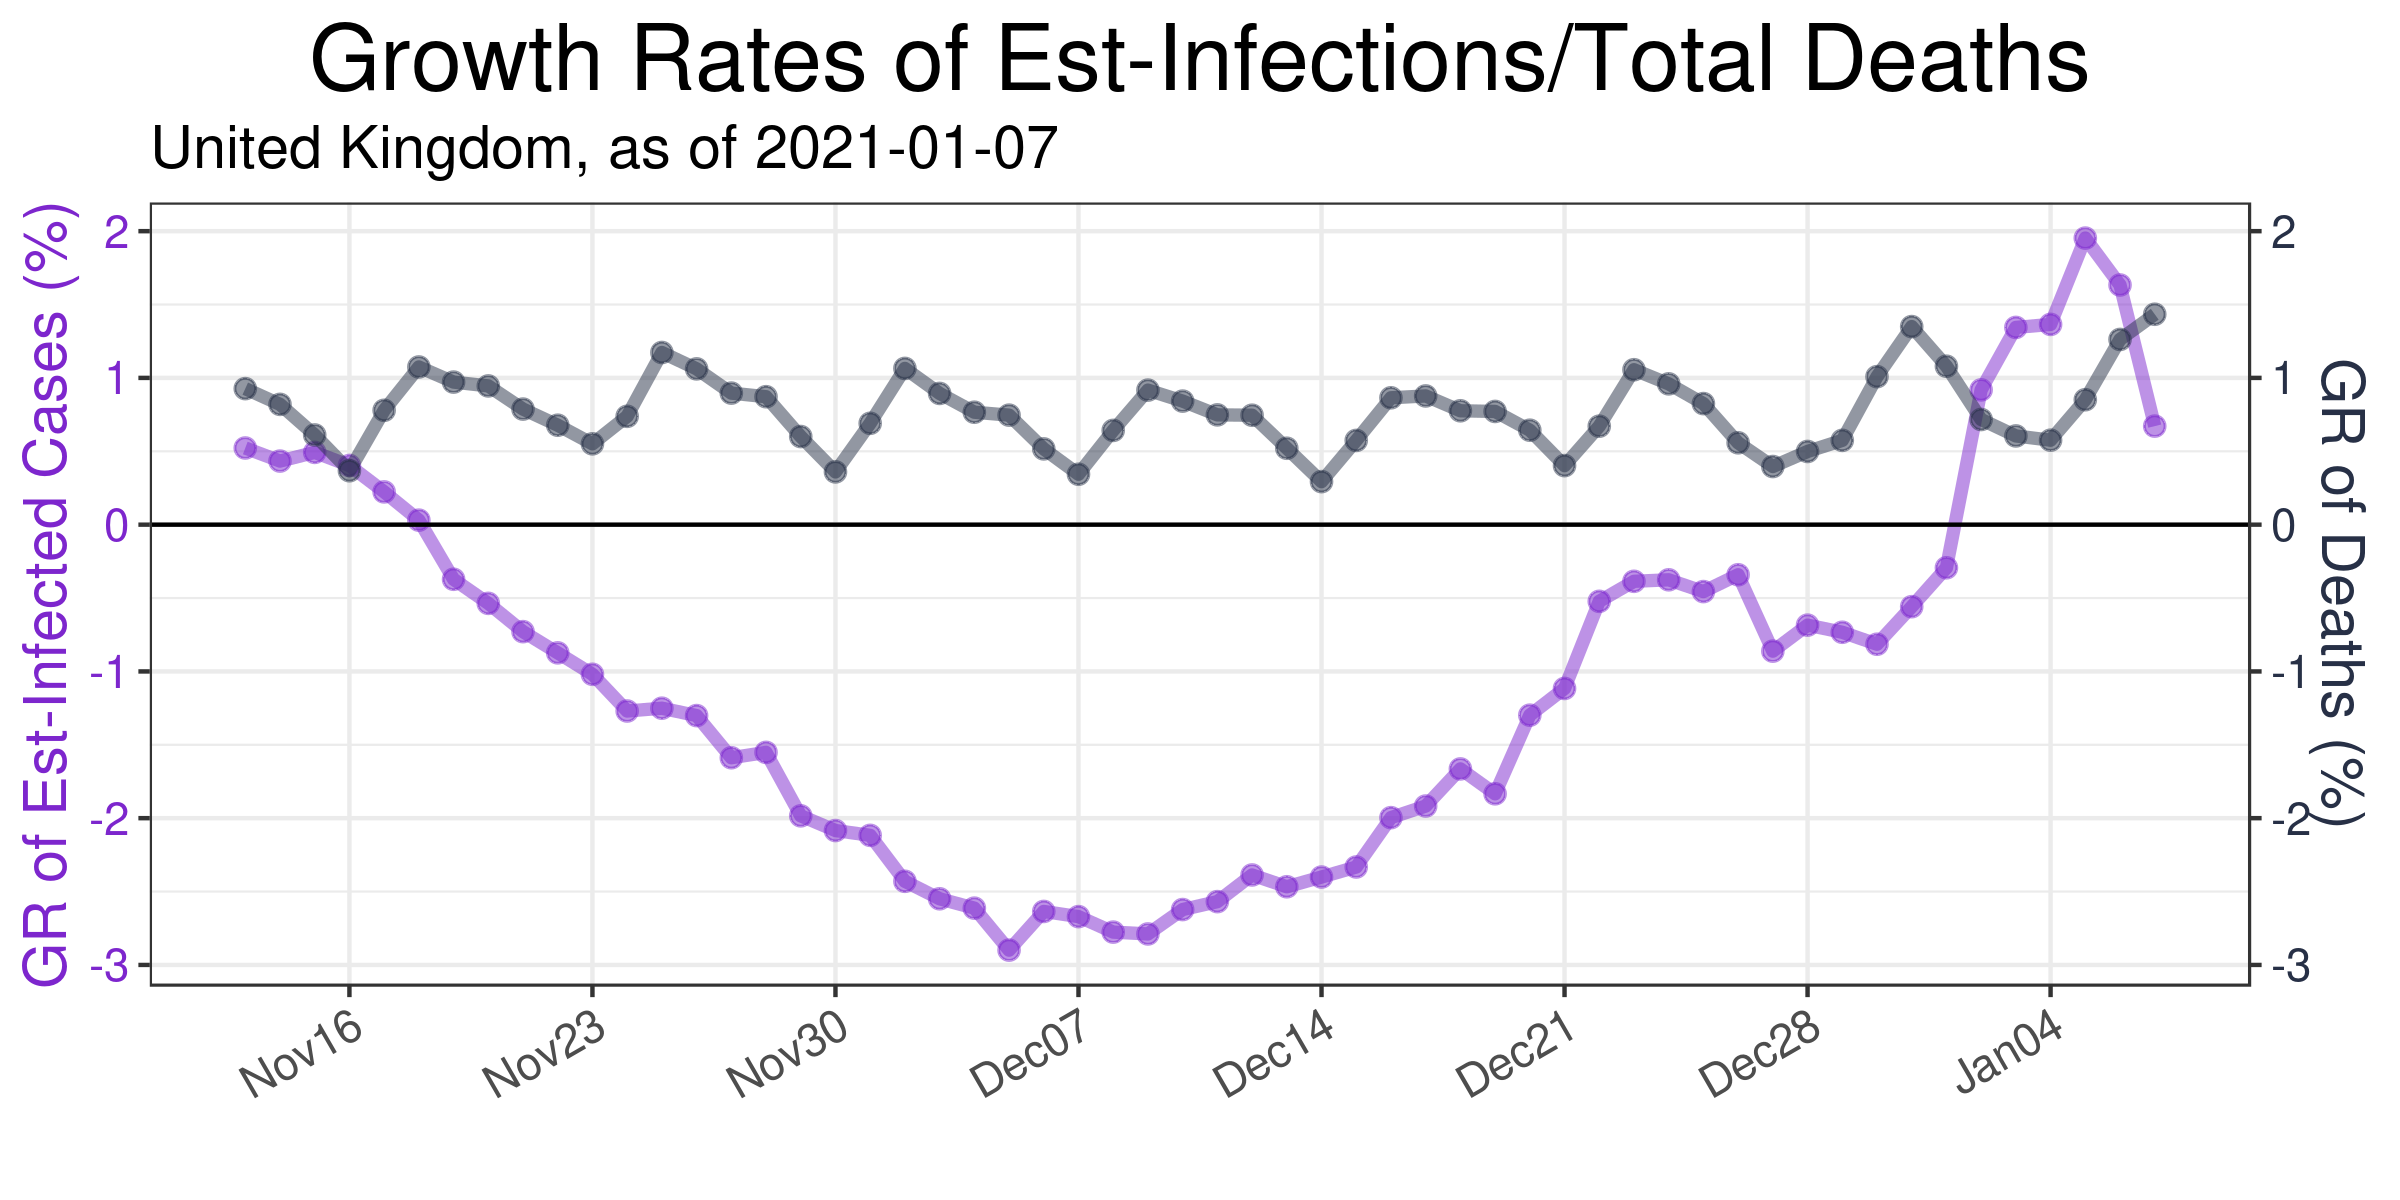 Growth Rates of Est-Infections/Total Deaths
United Kingdom, as of 2021-01-07
GR of Est-Infected Cases (%)
2
1
0
-1
-2
-3
2
1
0
-1
-2
-3
GR of Deaths (%)
Nov16
Nov23
Nov30
Dec07
Dec14
Dec21
Dec28
Jan04